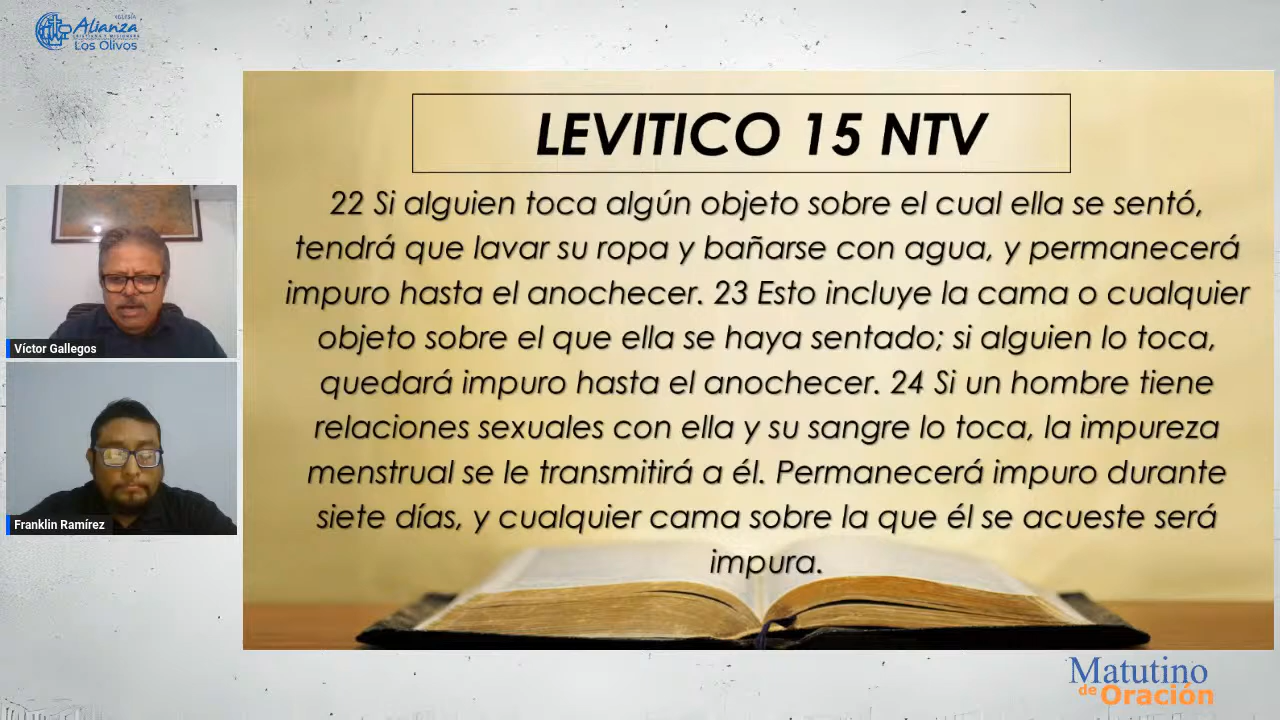 IGLESIA
Alianza
CRISTIANA Y MISIONERA
Los Olivos
LEVITICO 15 NTV
22 Si alguien toca algún objeto sobre el cual ella se sentó,
tendrá que lavar su ropa y bañarse con agua, y permanecerá
impuro hasta el anochecer. 23 Esto incluye la cama o cualquier
objeto sobre el que ella se haya sentado; si alguien lo toca,
quedará impuro hasta el anochecer. 24 Si un hombre tiene
relaciones sexuales con ella y su sangre lo toca, la impureza
menstrual se le transmitirá a él. Permanecerá impuro durante
siete días, y cualquier cama sobre la que él se acueste será
impura.
Víctor Gallegos
Franklin Ramírez
Matutino
de Oración